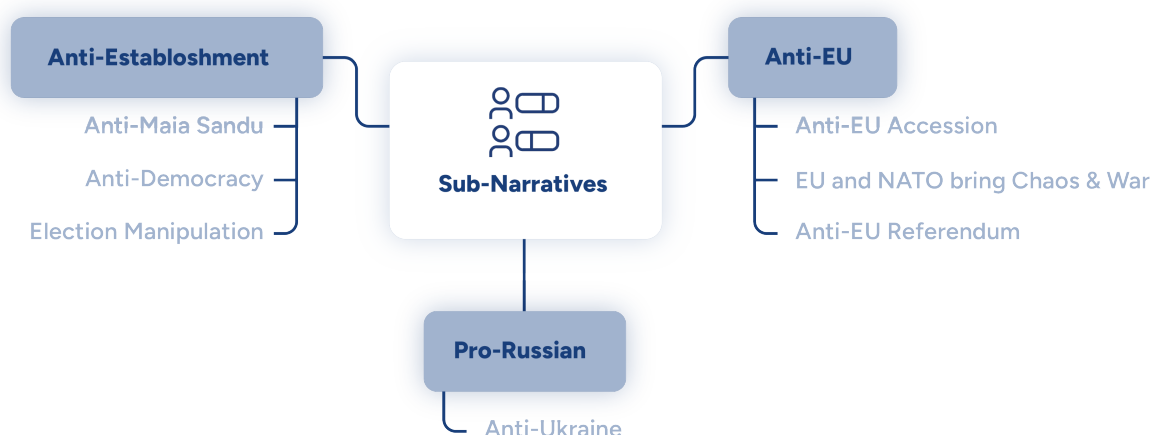 Anti-Establoshment
Anti-Maia Sandu
Anti-Democracy
Election Manipulation
Sub-Narratives
Anti-EU
Anti-EU Accession
EU and NATO bring Chaos & War
Anti-EU Referendum
Pro-Russian
Anti-Ukraine